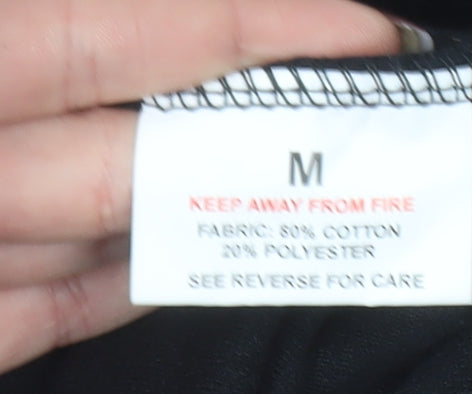 M
KEEP AWAY FROM FIRE
FABRIC: 80% COTTON
20% POLYESTER
SEE REVERSE FOR CARE